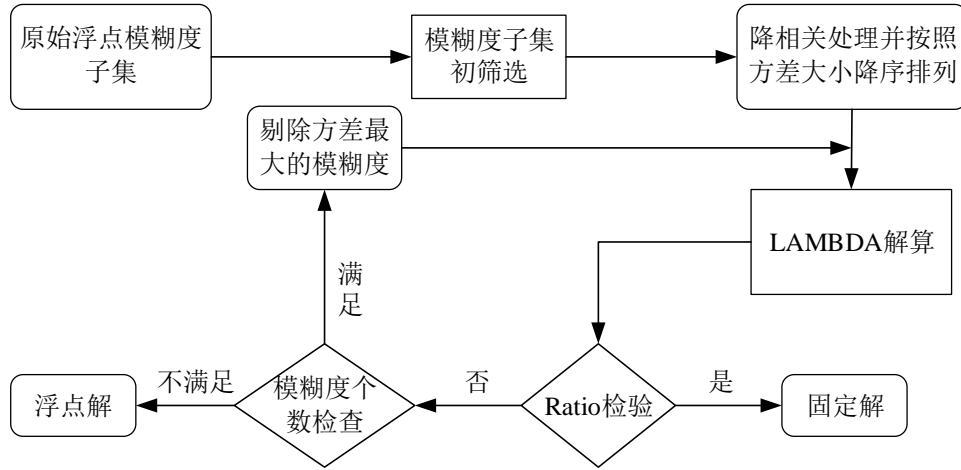 原始浮点模糊度
子集
模糊度子集
初筛选
降相关处理并按照
方差大小降序排列
剔除方差最
大的模糊度
LAMBDA解算
满
足
浮点解
不满足
模糊度个
数检查
否
Ratio检验
是
固定解